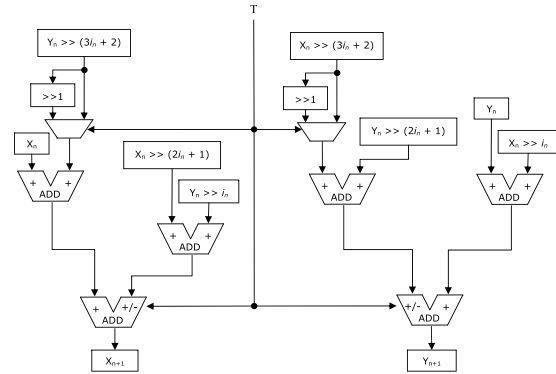 T
Yₙ >> (3iₙ + 2)
Xₙ >> (3iₙ + 2)
>>1
>>1
Xₙ
Xₙ >> (2iₙ + 1)
Yₙ >> (2iₙ + 1)
Yₙ
Xₙ >> iₙ
Yₙ >> iₙ
+ +
ADD
+ +
ADD
+ +
ADD
+ +
ADD
+ +/-
ADD
+/- +
ADD
Xₙ₊₁
Yₙ₊₁